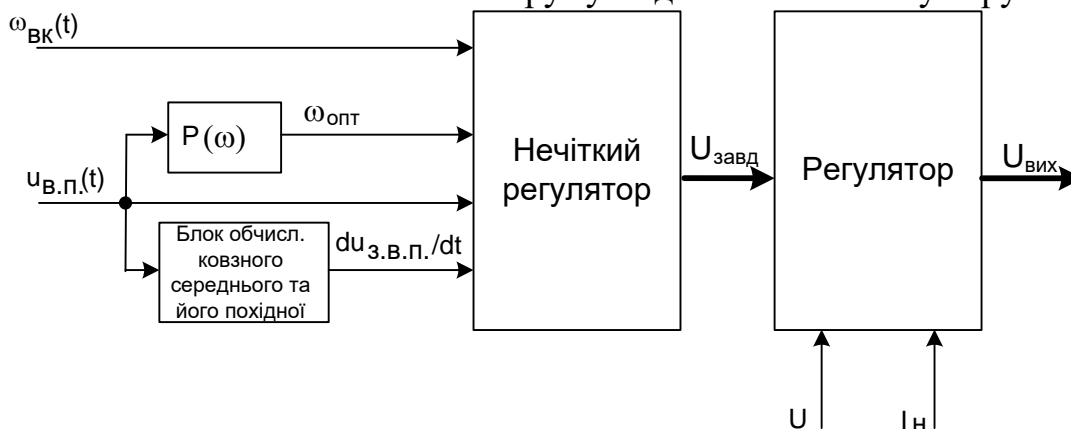 ω_ВК(t)
P(ω)
ω_опт
u_в.п.(t)
Блок обчисл.
ковзного
середнього та
його похідної
du_з.в.п./dt
Нечіткий
регулятор
U_завд
Регулятор
U_вих
U
I_н